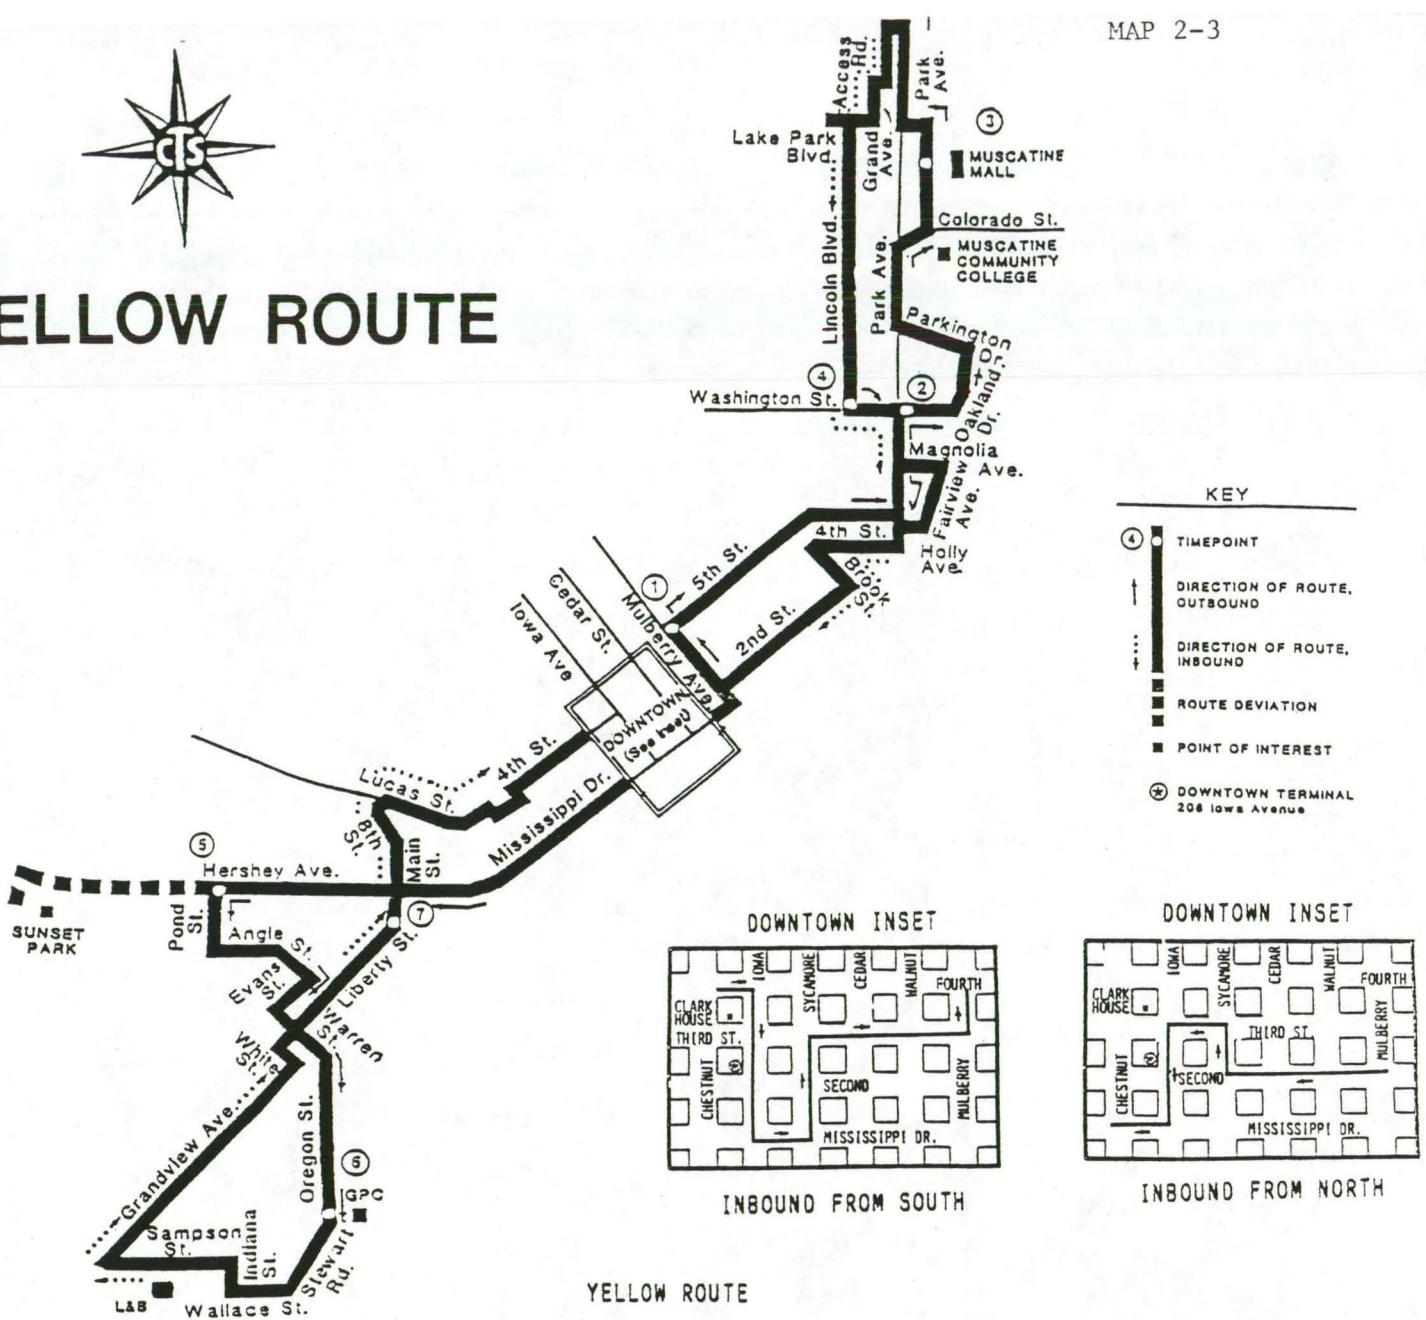 MAP 2-3
CTS
ELLOW ROUTE
Access
Rd.
Park
Ave.
3
Lake Park
Blvd.
Grand
Ave.
MUSCATINE
MALL
Colorado St.
Lincoln Blvd.
Park Ave.
MUSCATINE
COMMUNITY
COLLEGE
Parkington
Dr.
4
2
Washington St.
Oakland
Dr.
Magnolia
Ave.
Fairview
Ave.
4th St.
Holly
Ave.
5th St.
Brook
St.
1
Mulberry Ave.
Cedar St.
Iowa Ave
2nd St.
DOWNTOWN
(See Inset)
4th St.
Lucas St.
Mississippi Dr.
8th
St.
Main
St.
5
Hershey Ave.
7
SUNSET
PARK
Pond
St.
Angle St.
Evans
St.
Liberty St.
Warren
St.
White
St.
Grandview Ave.
Oregon St.
6
GPC
Sampson
St.
Indiana
St.
Stewart
Rd.
L&B
Wallace St.
KEY
4
TIMEPOINT
DIRECTION OF ROUTE,
OUTBOUND
DIRECTION OF ROUTE,
INBOUND
ROUTE DEVIATION
POINT OF INTEREST
DOWNTOWN TERMINAL
206 Iowa Avenue
DOWNTOWN INSET
IOWA
SYCAMORE
CEDAR
WALNUT
FOURTH
CLARK
HOUSE
THIRD ST.
CHESTNUT
SECOND
MULBERRY
MISSISSIPPI DR.
INBOUND FROM SOUTH
DOWNTOWN INSET
IOWA
SYCAMORE
CEDAR
WALNUT
FOURTH
CLARK
HOUSE
THIRD ST.
MULBERRY
CHESTNUT
SECOND
MISSISSIPPI DR.
INBOUND FROM NORTH
YELLOW ROUTE